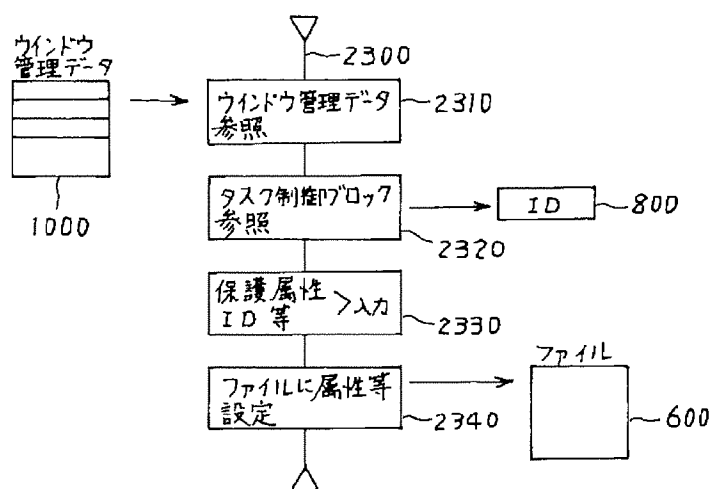 ウインドウ
管理データ
1000
2300
ウインドウ管理データ
参照
2310
タスク制御ブロック
参照
2320
ID
800
保護属性
ID等
>入力
2330
ファイルに属性等
設定
2340
ファイル
600